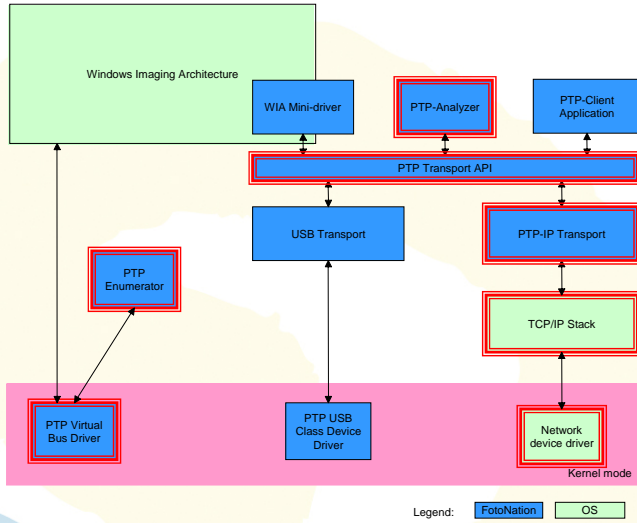 Windows Imaging Architecture
WIA Mini-driver
PTP-Analyzer
PTP-Client
Application
PTP Transport API
USB Transport
PTP-IP Transport
PTP
Enumerator
TCP/IP Stack
PTP Virtual
Bus Driver
PTP USB
Class Device
Driver
Network
device driver
Kernel mode
Legend:
FotoNation
OS